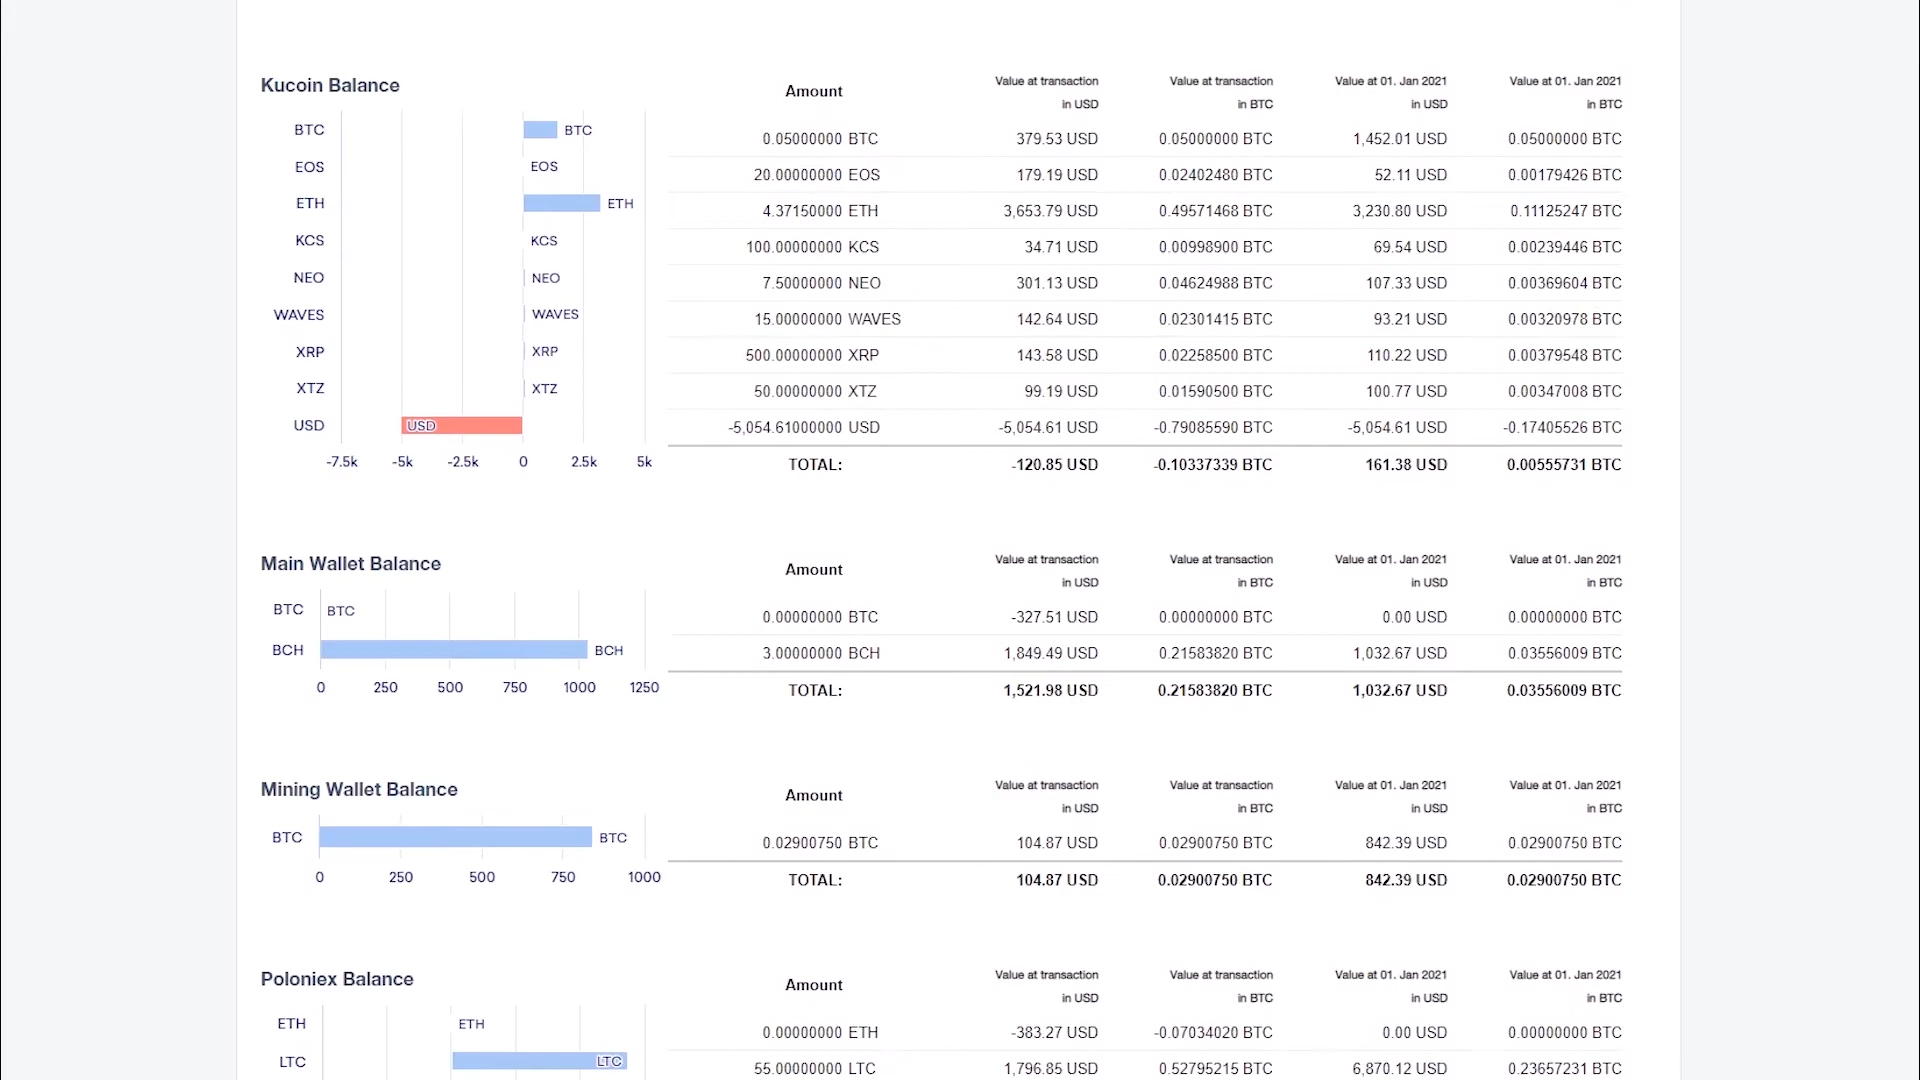 Kucoin Balance
Amount Value at transaction in USD Value at transaction in BTC Value at 01. Jan 2021 in USD Value at 01. Jan 2021 in BTC
BTC BTC 0.05000000 BTC 379.53 USD 0.05000000 BTC 1,452.01 USD 0.05000000 BTC
EOS EOS 20.00000000 EOS 179.19 USD 0.02402480 BTC 52.11 USD 0.00179426 BTC
ETH ETH 4.37150000 ETH 3,653.79 USD 0.49571468 BTC 3,230.80 USD 0.11125247 BTC
KCS KCS 100.00000000 KCS 34.71 USD 0.00998900 BTC 69.54 USD 0.00239446 BTC
NEO NEO 7.50000000 NEO 301.13 USD 0.04624988 BTC 107.33 USD 0.00369604 BTC
WAVES WAVES 15.00000000 WAVES 142.64 USD 0.02301415 BTC 93.21 USD 0.00320978 BTC
XRP XRP 500.00000000 XRP 143.58 USD 0.02258500 BTC 110.22 USD 0.00379548 BTC
XTZ XTZ 50.00000000 XTZ 99.19 USD 0.01590500 BTC 100.77 USD 0.00347008 BTC
USD USD -5,054.61000000 USD -5,054.61 USD -0.79085590 BTC -5,054.61 USD -0.17405526 BTC
-7.5k -5k -2.5k 0 2.5k 5k TOTAL: -120.85 USD -0.10337339 BTC 161.38 USD 0.00555731 BTC
Main Wallet Balance
Amount Value at transaction in USD Value at transaction in BTC Value at 01. Jan 2021 in USD Value at 01. Jan 2021 in BTC
BTC BTC 0.00000000 BTC -327.51 USD 0.00000000 BTC 0.00 USD 0.00000000 BTC
BCH BCH 3.00000000 BCH 1,849.49 USD 0.21583820 BTC 1,032.67 USD 0.03556009 BTC
0 250 500 750 1000 1250 TOTAL: 1,521.98 USD 0.21583820 BTC 1,032.67 USD 0.03556009 BTC
Mining Wallet Balance
Amount Value at transaction in USD Value at transaction in BTC Value at 01. Jan 2021 in USD Value at 01. Jan 2021 in BTC
BTC BTC 0.02900750 BTC 104.87 USD 0.02900750 BTC 842.39 USD 0.02900750 BTC
0 250 500 750 1000 TOTAL: 104.87 USD 0.02900750 BTC 842.39 USD 0.02900750 BTC
Poloniex Balance
Amount Value at transaction in USD Value at transaction in BTC Value at 01. Jan 2021 in USD Value at 01. Jan 2021 in BTC
ETH ETH 0.00000000 ETH -383.27 USD -0.07034020 BTC 0.00 USD 0.00000000 BTC
LTC LTC 55.00000000 LTC 1,796.85 USD 0.52795215 BTC 6,870.12 USD 0.23657231 BTC